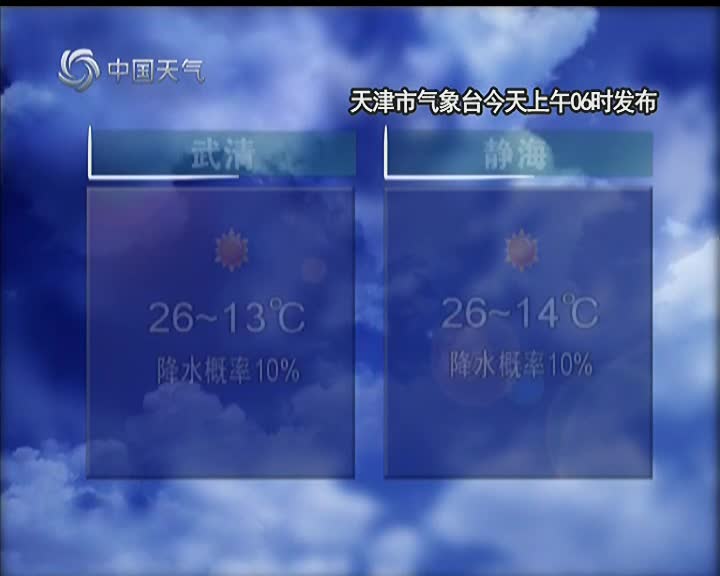 中国天气
天津市气象台今天上午06时发布
武清
静海
26~13℃
26~14℃
降水概率10%
降水概率10%